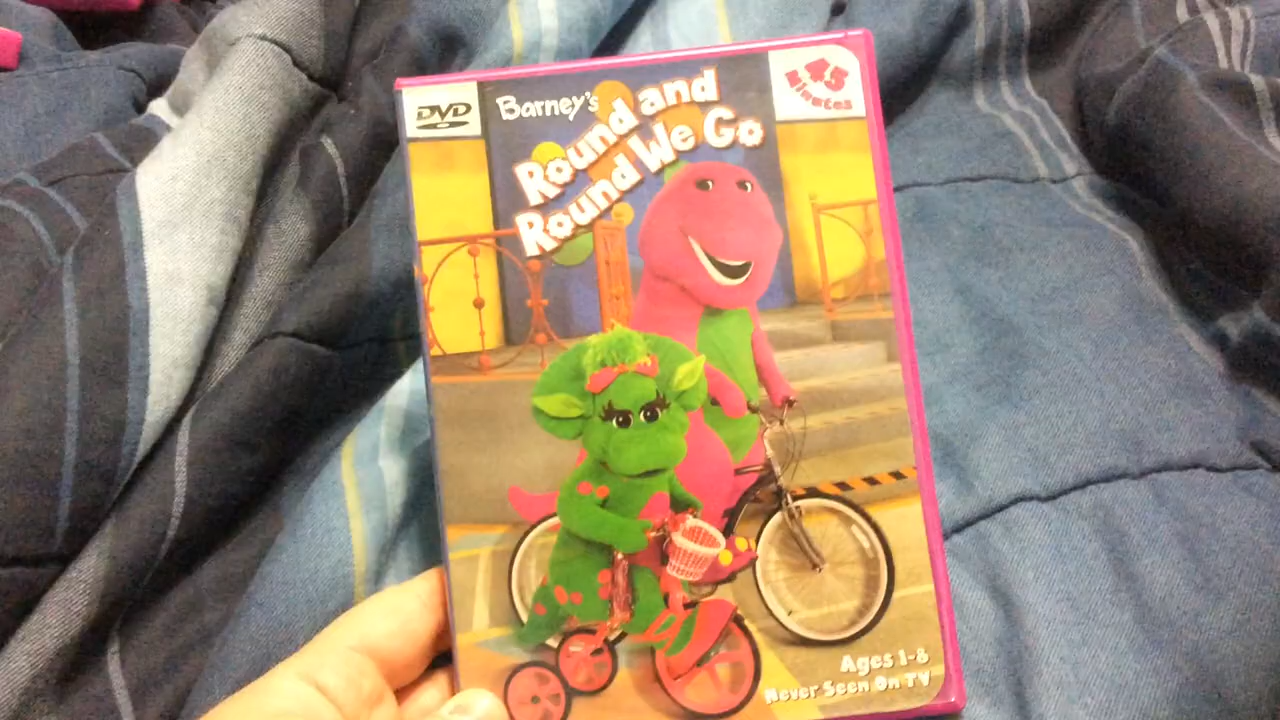 DVD
Barney's
Round and
Round We Go
45
Minutes
Ages 1-8
Never Seen On TV